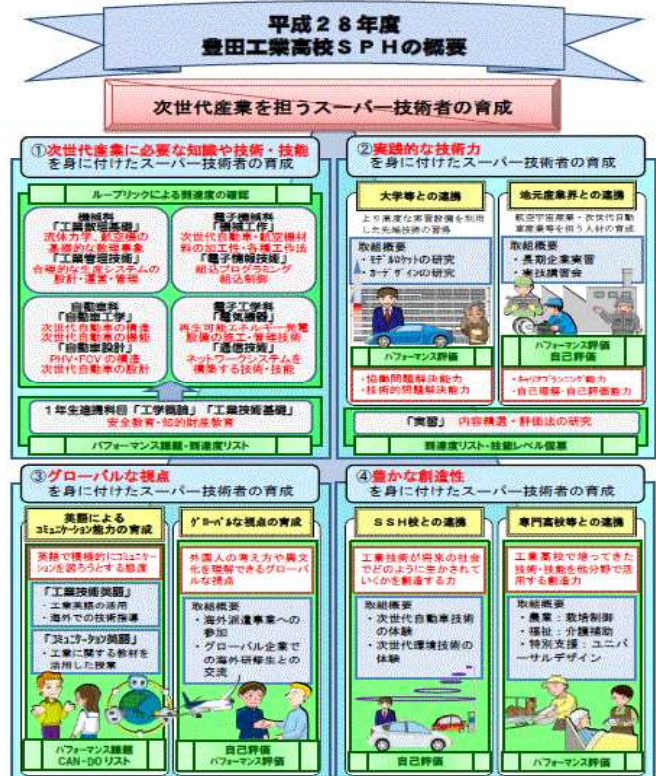 平成２８年度
豊田工業高校ＳＰＨの概要
次世代産業を担うスーパー技術者の育成
①次世代産業に必要な知識や技術・技能
を身に付けたスーパー技術者の育成
ルーブリックによる到達度の確認
機械科
「工業数理基礎」
流体力学、航空機の
基礎的な数理事象
「工業管理技術」
合理的な生産システムの
設計・運営・管理
電子機械科
「機械工作」
次世代自動車・航空機材
料の加工性・各種工作法
「電子情報技術」
組込プログラミング
組込制御
自動車科
「自動車工学」
次世代自動車の構造
次世代自動車の機能
「自動車設計」
PHV・FCVの構造
次世代自動車の設計
電子工学科
「電気機器」
再生可能エネルギー発電
設備の施工・管理技術
「通信技術」
ネットワークシステムを
構築する技術・技能
１年生連携科目「工学概論」「工業技術基礎」
安全教育・知的財産教育
パフォーマンス課題・到達度リスト
②実践的な技術力
を身に付けたスーパー技術者の育成
大学等との連携
より高度な実習設備を利用
した先端技術の習得
取組概要
・モデルロケットの研究
・カーデザインの研究
パフォーマンス評価
・協働問題解決能力
・技術的問題解決能力
地元産業界との連携
航空宇宙産業・次世代自動
車産業等を担う人材の育成
取組概要
・長期企業実習
・実技講習会
パフォーマンス評価
自己評価
・キャリアプランニング能力
・自己理解・自己評価能力
「実習」 内容精選・評価法の研究
到達度リスト・技能レベル個票
③グローバルな視点
を身に付けたスーパー技術者の育成
英語による
コミュニケーション能力の育成
英語で積極的にコミュニケー
ションを図ろうとする態度
「工業技術英語」
・工業英語の活用
・海外での技術指導
「コミュニケーション英語」
・工業に関する教材を
活用した授業
パフォーマンス課題
CAN-DOリスト
グローバルな視点の育成
外国人の考え方や異文
化を理解できるグローバ
ルな視点
取組概要
・海外派遣事業への
参加
・グローバル企業で
の海外研修生との
交流
自己評価
パフォーマンス評価
④豊かな創造性
を身に付けたスーパー技術者の育成
ＳＳＨ校との連携
工業技術が将来の社会
でどのように生かされて
いくかを創造する力
取組概要
・次世代自動車技術
の体験
・次世代環境技術の
体験
自己評価
専門高校等との連携
工業高校で培ってきた
技術・技能を他分野で活
用する創造力
取組概要
・農業：栽培制御
・福祉：介護補助
・特別支援：ユニバ
ーサルデザイン
パフォーマンス評価